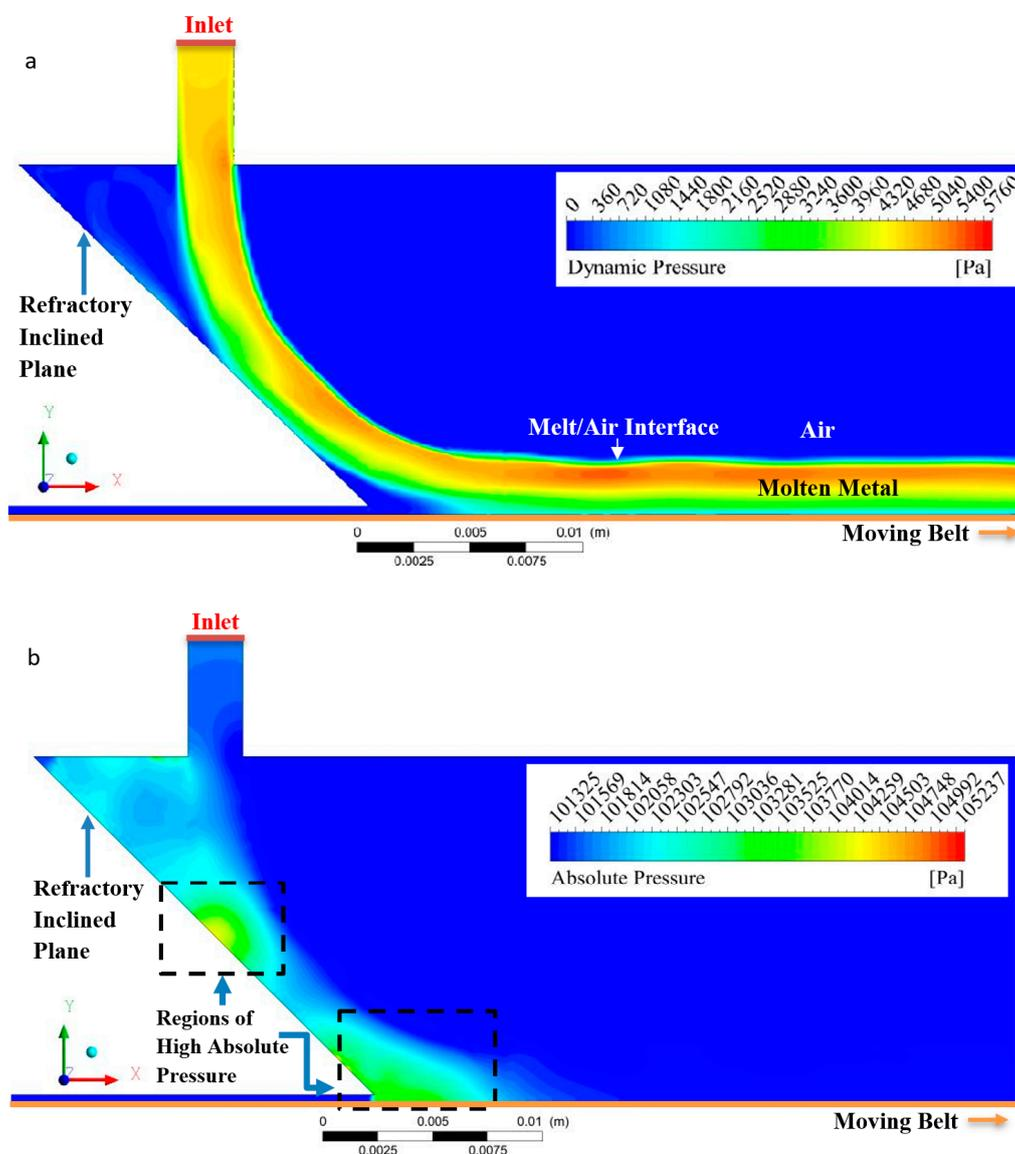 Inlet
a
0 360 720 1080 1440 1800 2160 2520 2880 3240 3600 3960 4320 4680 5040 5400 5760
Dynamic Pressure [Pa]
Refractory
Inclined
Plane
Melt/Air Interface
Air
Y
Z
X
Molten Metal
Moving Belt
0 0.005 0.01 (m)
0.0025 0.0075
Inlet
b
101325 101569 101814 102058 102303 102547 102792 103036 103281 103525 103770 104014 104259 104503 104748 104992 105237
Absolute Pressure [Pa]
Refractory
Inclined
Plane
Regions of
High Absolute
Pressure
Y
Z
X
Moving Belt
0 0.005 0.01 (m)
0.0025 0.0075